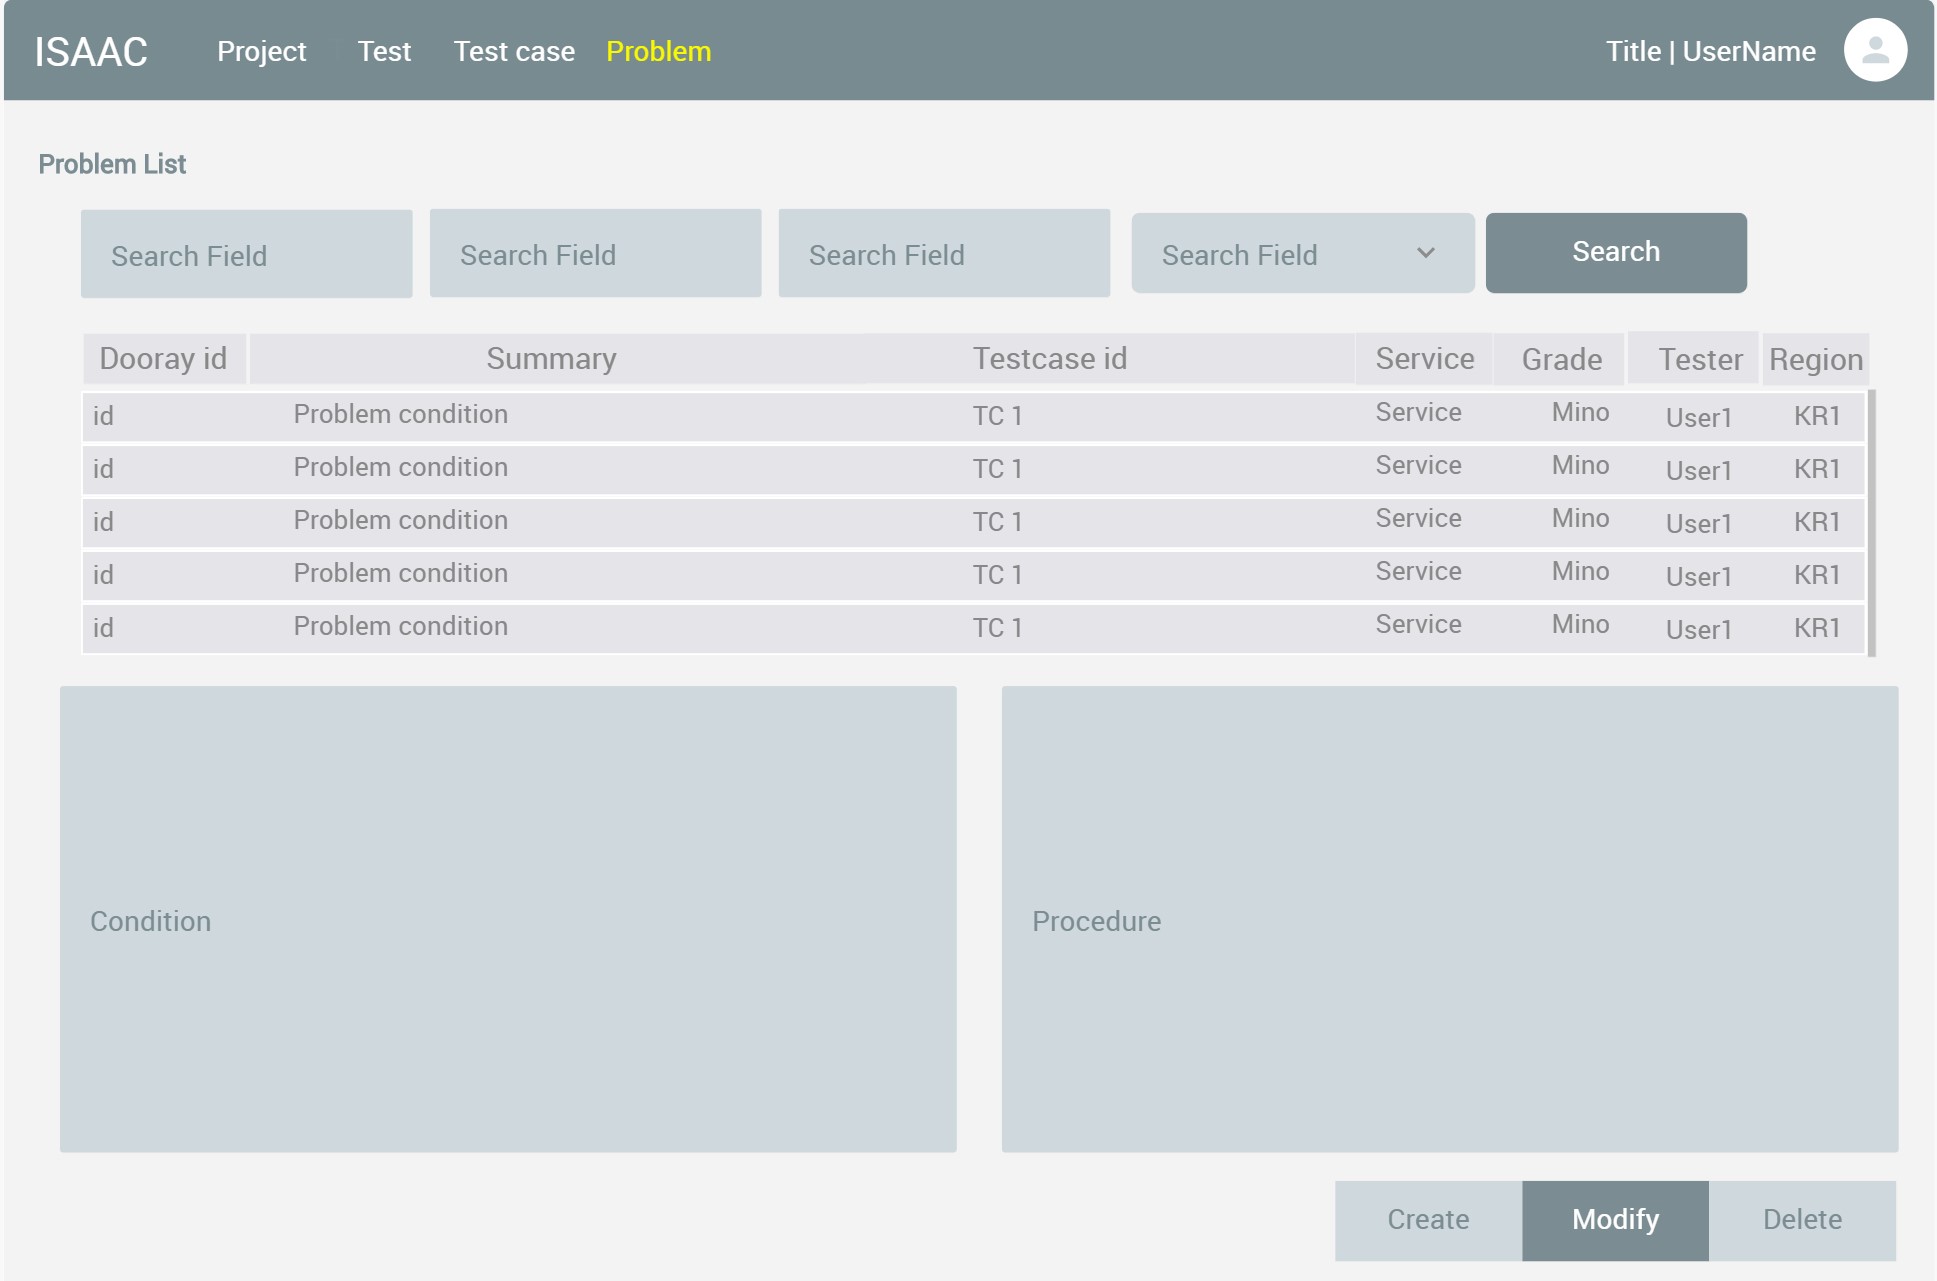 ISAAC Project Test Test case Problem Title | UserName
Problem List
Search Field Search Field Search Field Search Field Search
Dooray id Summary Testcase id Service Grade Tester Region
id Problem condition TC 1 Service Mino User1 KR1
id Problem condition TC 1 Service Mino User1 KR1
id Problem condition TC 1 Service Mino User1 KR1
id Problem condition TC 1 Service Mino User1 KR1
id Problem condition TC 1 Service Mino User1 KR1
Condition Procedure
Create Modify Delete